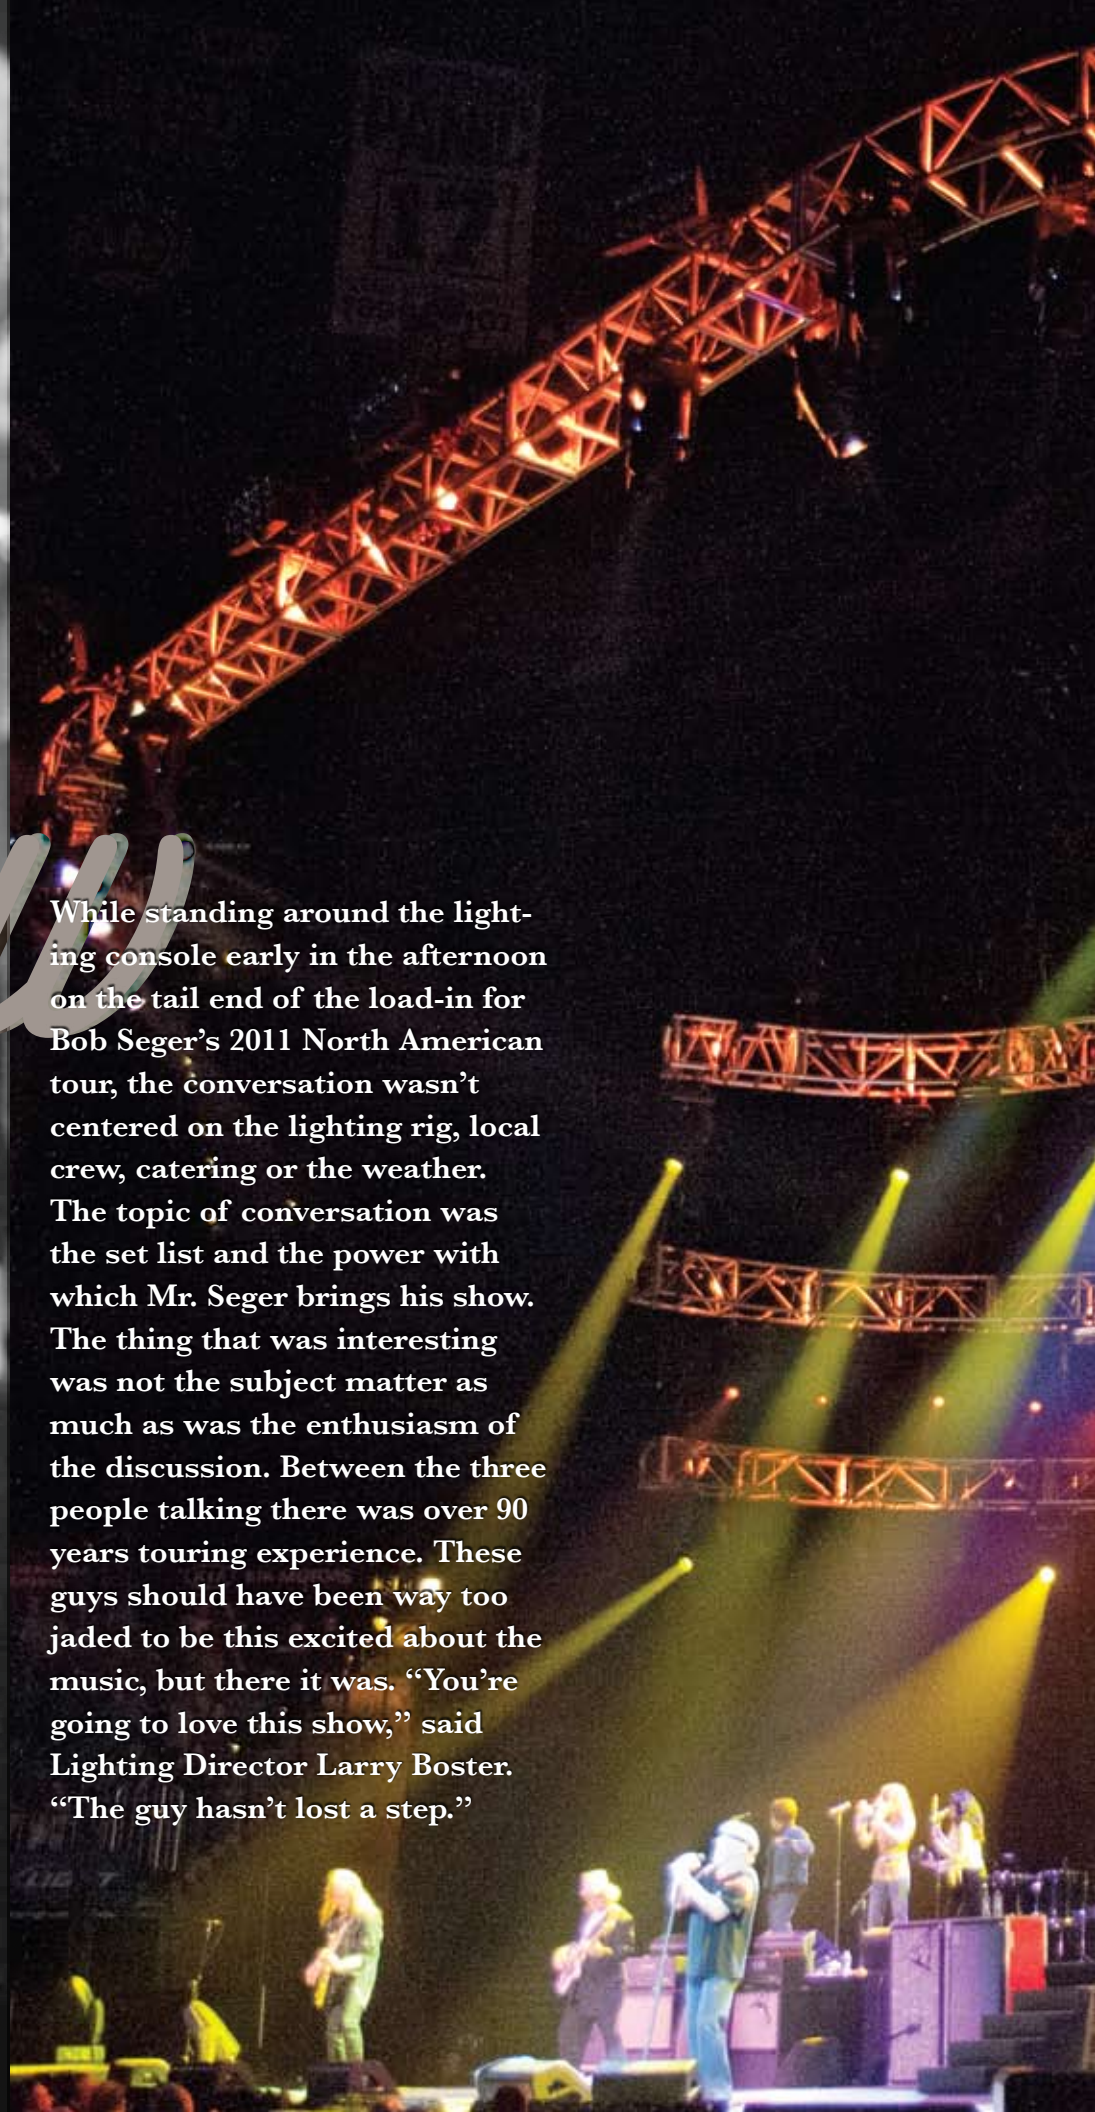 While standing around the light-
ing console early in the afternoon
on the tail end of the load-in for
Bob Seger’s 2011 North American
tour, the conversation wasn’t
centered on the lighting rig, local
crew, catering or the weather.
The topic of conversation was
the set list and the power with
which Mr. Seger brings his show.
The thing that was interesting
was not the subject matter as
much as was the enthusiasm of
the discussion. Between the three
people talking there was over 90
years touring experience. These
guys should have been way too
jaded to be this excited about the
music, but there it was. “You’re
going to love this show,” said
Lighting Director Larry Boster.
“The guy hasn’t lost a step.”